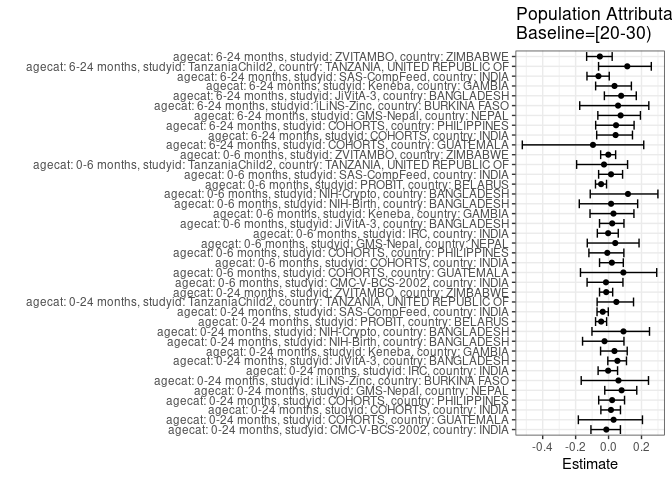 Population Attributa
Baseline=[20-30)
agecat: 6-24 months, studyid: ZVITAMBO, country: ZIMBABWE
agecat: 6-24 months, studyid: TanzaniaChild2, country: TANZANIA, UNITED REPUBLIC OF
agecat: 6-24 months, studyid: SAS-CompFeed, country: INDIA
agecat: 6-24 months, studyid: Keneba, country: GAMBIA
agecat: 6-24 months, studyid: JiVitA-3, country: BANGLADESH
agecat: 6-24 months, studyid: iLiNS-Zinc, country: BURKINA FASO
agecat: 6-24 months, studyid: GMS-Nepal, country: NEPAL
agecat: 6-24 months, studyid: COHORTS, country: PHILIPPINES
agecat: 6-24 months, studyid: COHORTS, country: INDIA
agecat: 6-24 months, studyid: COHORTS, country: GUATEMALA
agecat: 0-6 months, studyid: ZVITAMBO, country: ZIMBABWE
agecat: 0-6 months, studyid: TanzaniaChild2, country: TANZANIA, UNITED REPUBLIC OF
agecat: 0-6 months, studyid: SAS-CompFeed, country: INDIA
agecat: 0-6 months, studyid: PROBIT, country: BELARUS
agecat: 0-6 months, studyid: NIH-Crypto, country: BANGLADESH
agecat: 0-6 months, studyid: NIH-Birth, country: BANGLADESH
agecat: 0-6 months, studyid: Keneba, country: GAMBIA
agecat: 0-6 months, studyid: JiVitA-3, country: BANGLADESH
agecat: 0-6 months, studyid: IRC, country: INDIA
agecat: 0-6 months, studyid: GMS-Nepal, country: NEPAL
agecat: 0-6 months, studyid: COHORTS, country: PHILIPPINES
agecat: 0-6 months, studyid: COHORTS, country: INDIA
agecat: 0-6 months, studyid: COHORTS, country: GUATEMALA
agecat: 0-6 months, studyid: CMC-V-BCS-2002, country: INDIA
agecat: 0-24 months, studyid: ZVITAMBO, country: ZIMBABWE
agecat: 0-24 months, studyid: TanzaniaChild2, country: TANZANIA, UNITED REPUBLIC OF
agecat: 0-24 months, studyid: SAS-CompFeed, country: INDIA
agecat: 0-24 months, studyid: PROBIT, country: BELARUS
agecat: 0-24 months, studyid: NIH-Crypto, country: BANGLADESH
agecat: 0-24 months, studyid: NIH-Birth, country: BANGLADESH
agecat: 0-24 months, studyid: Keneba, country: GAMBIA
agecat: 0-24 months, studyid: JiVitA-3, country: BANGLADESH
agecat: 0-24 months, studyid: IRC, country: INDIA
agecat: 0-24 months, studyid: iLiNS-Zinc, country: BURKINA FASO
agecat: 0-24 months, studyid: GMS-Nepal, country: NEPAL
agecat: 0-24 months, studyid: COHORTS, country: PHILIPPINES
agecat: 0-24 months, studyid: COHORTS, country: INDIA
agecat: 0-24 months, studyid: COHORTS, country: GUATEMALA
agecat: 0-24 months, studyid: CMC-V-BCS-2002, country: INDIA
-0.4 -0.2 0.0 0.2
Estimate